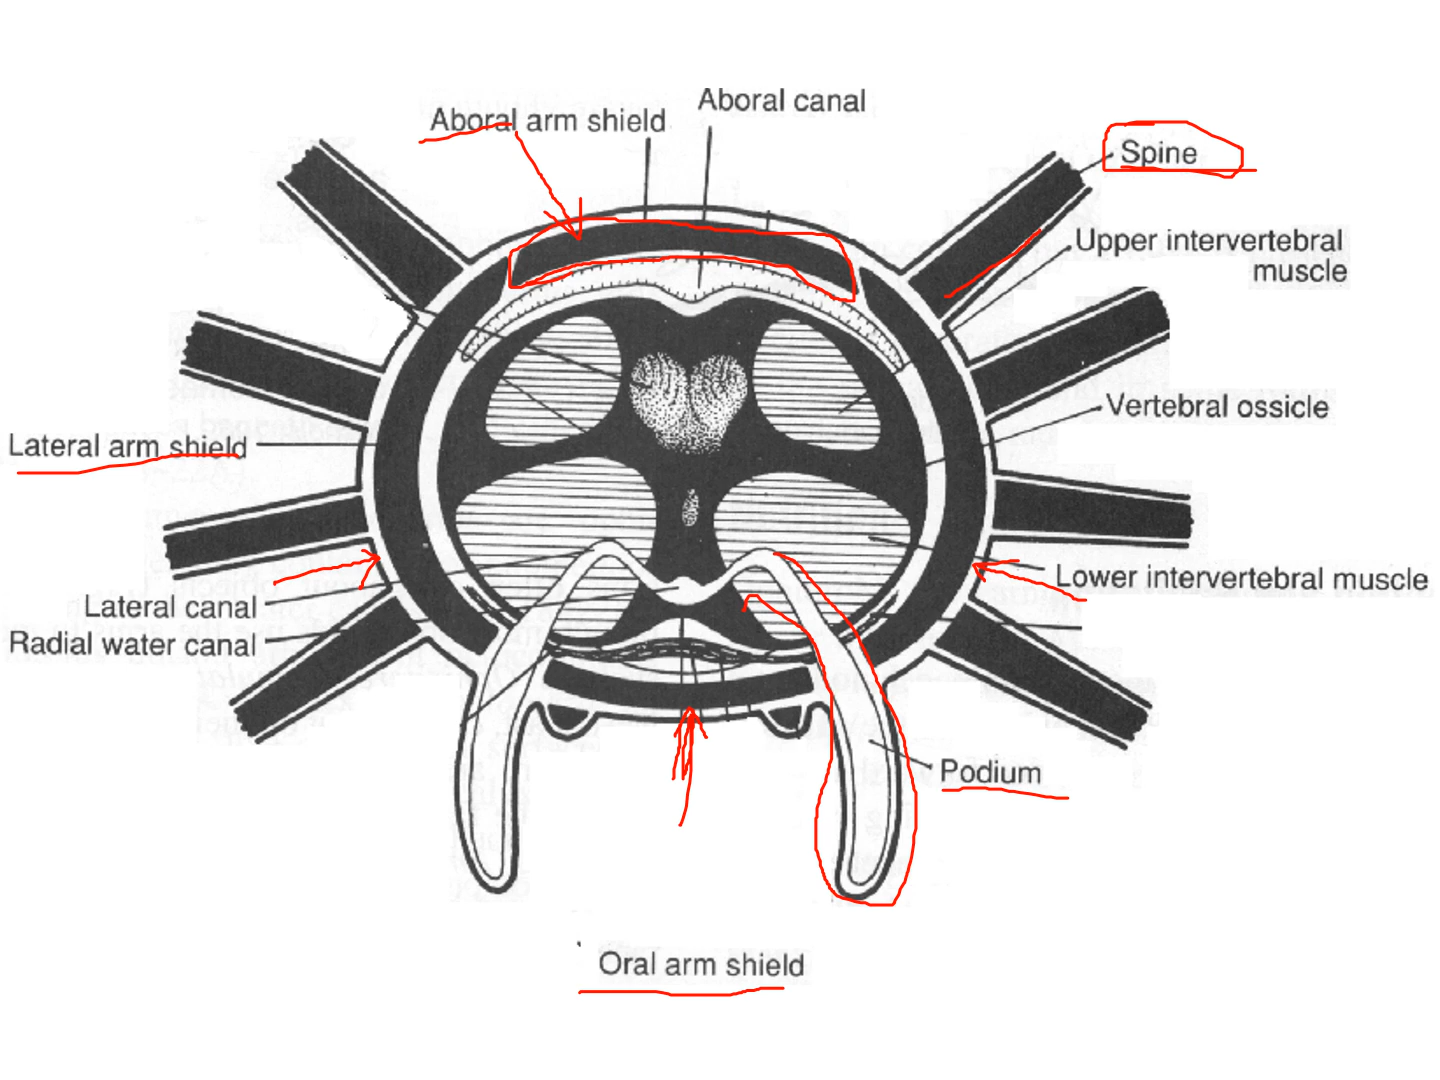 Aboral canal
Aboral arm shield
Spine
Upper intervertebral
muscle
Vertebral ossicle
Lateral arm shield
Lower intervertebral muscle
Lateral canal
Radial water canal
Podium
Oral arm shield